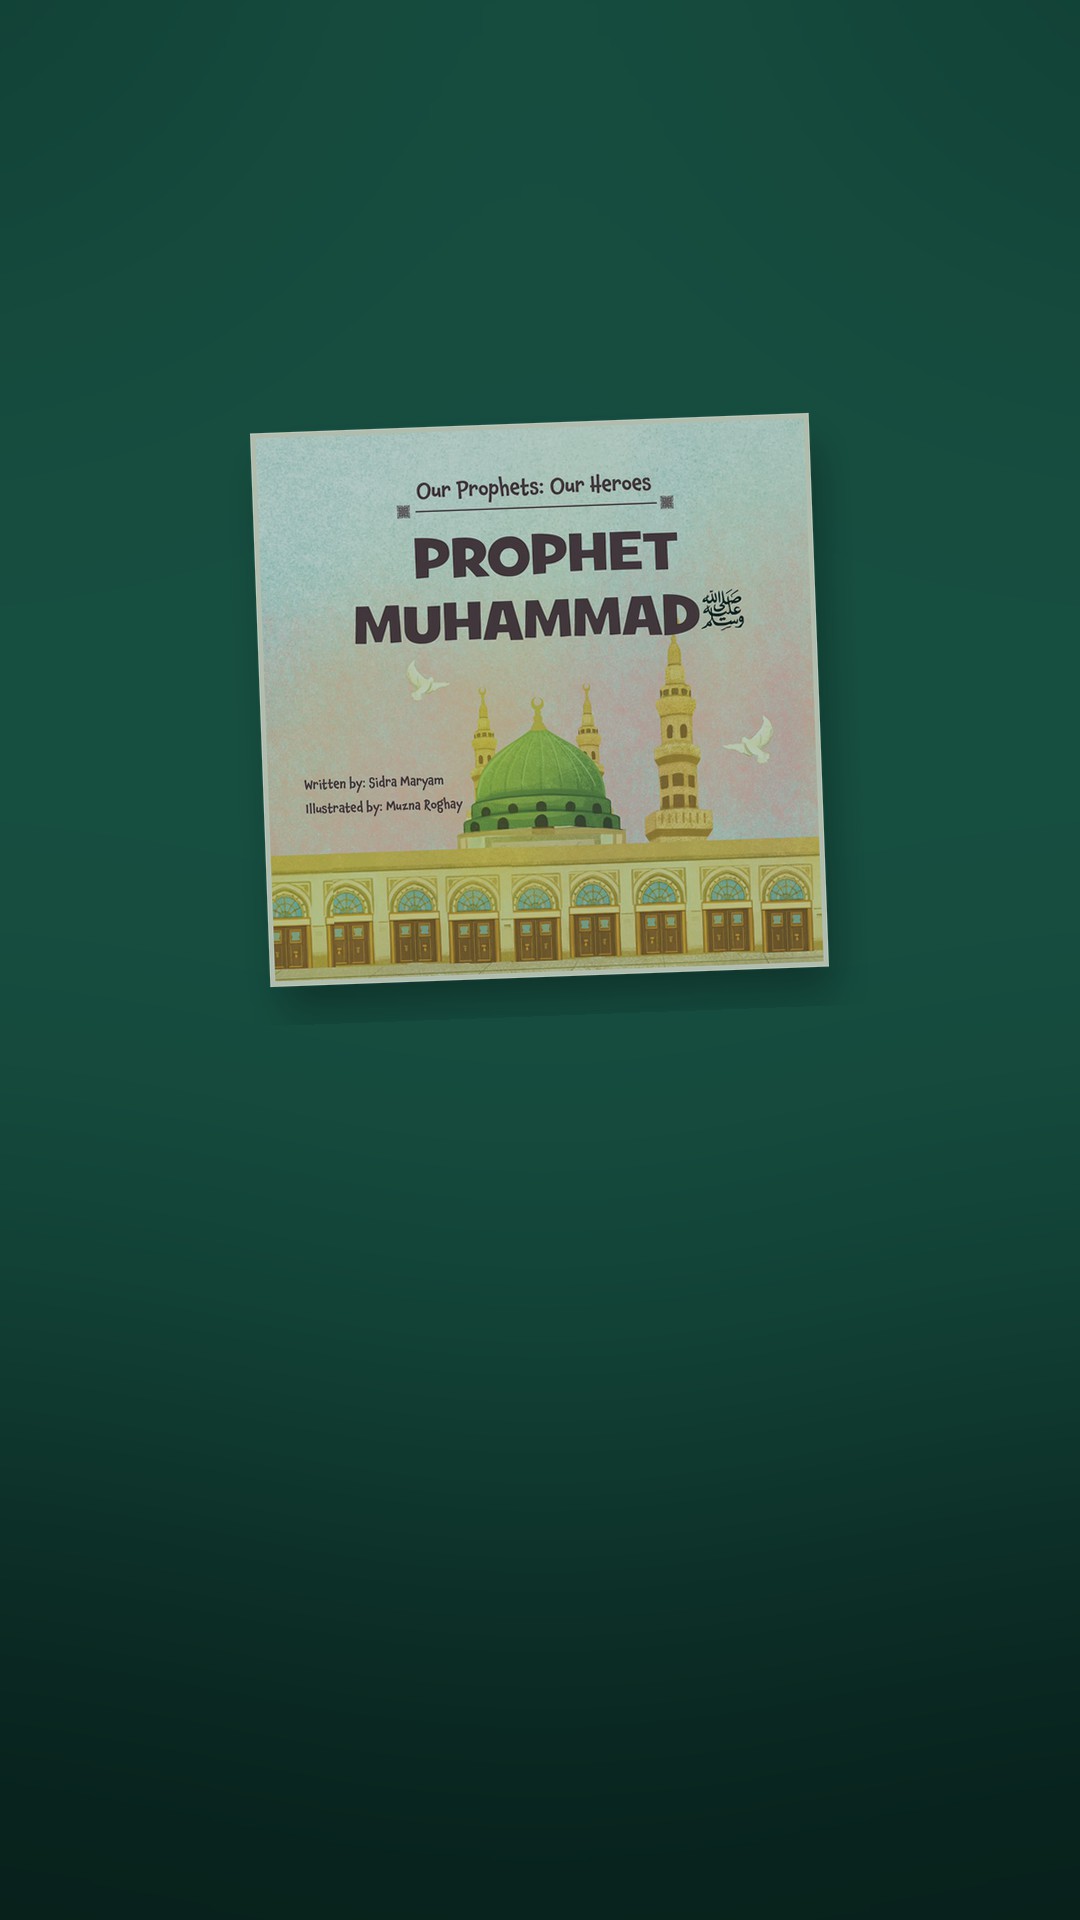 Our Prophets: Our Heroes
PROPHET
MUHAMMAD ﷺ
Written by: Sidra Maryam
Illustrated by: Muzna Roghay